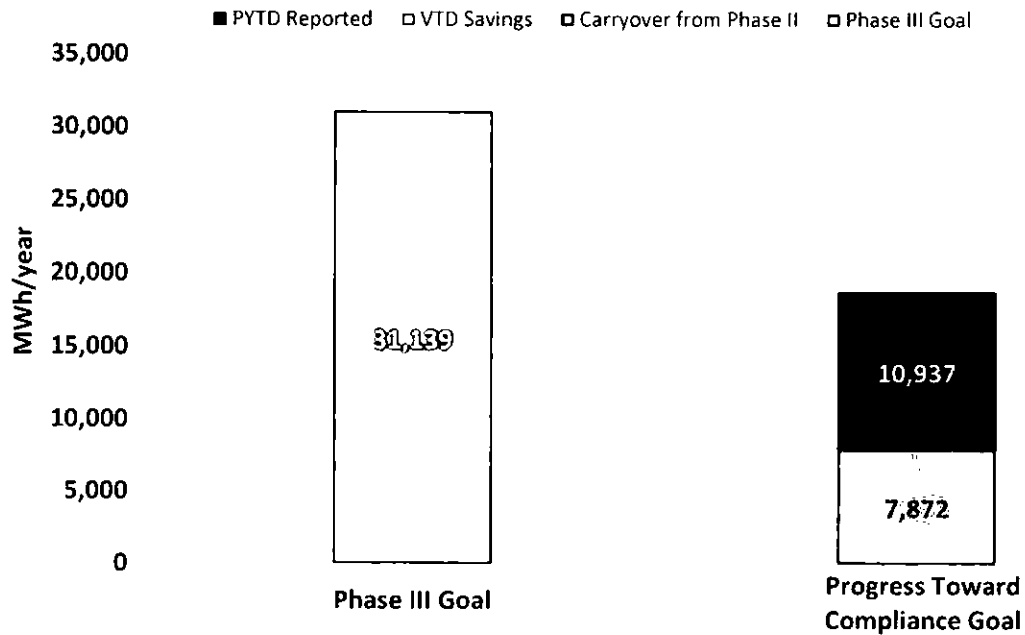 PYTD Reported VTD Savings Carryover from Phase II Phase III Goal
35,000
30,000
25,000
20,000
15,000
10,000
5,000
0
MWh/year
31,139
10,937
7,872
Phase III Goal
Progress Toward
Compliance Goal